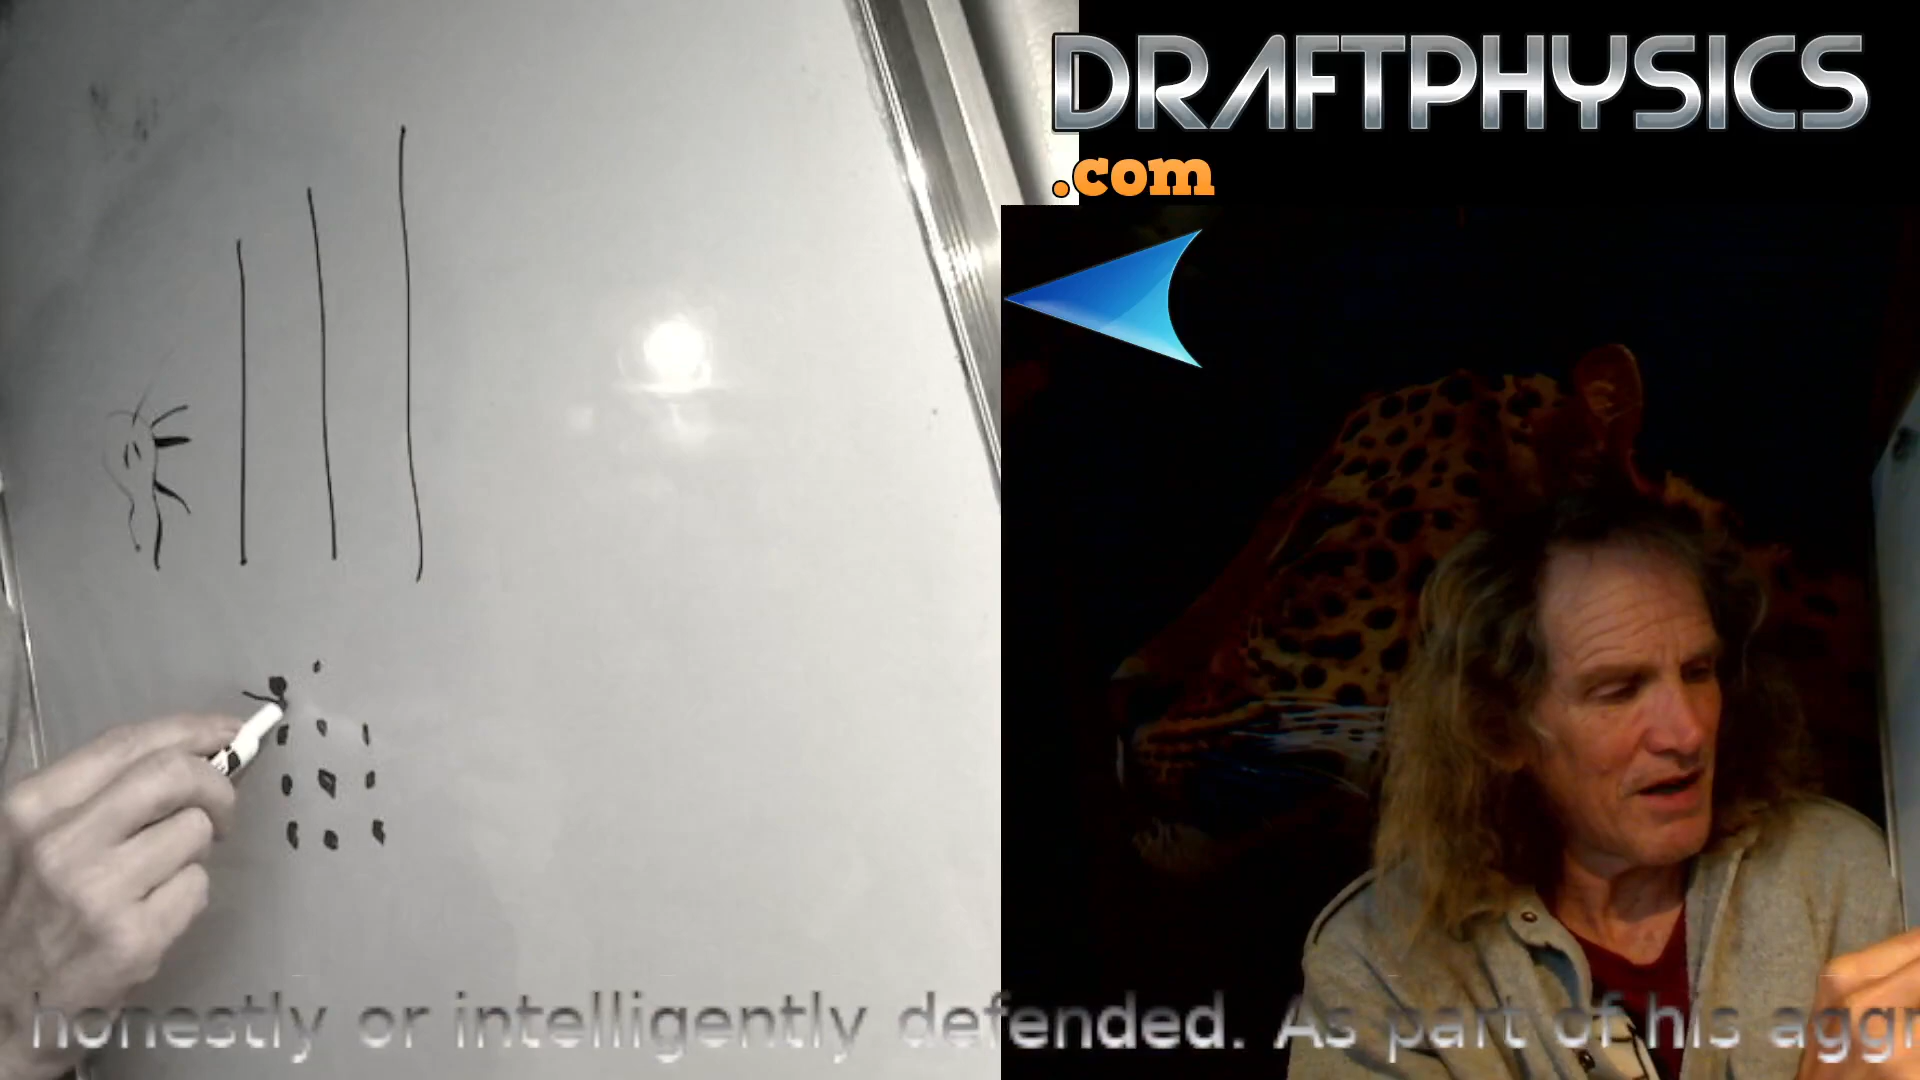 DRAFTPHYSICS
.com
honestly or intelligently defended. As part of his aggr